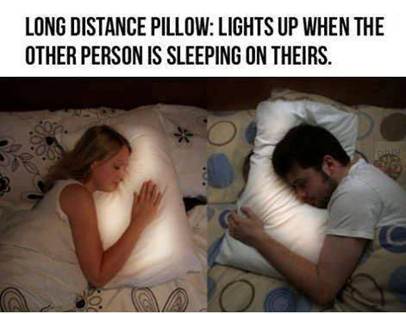 LONG DISTANCE PILLOW: LIGHTS UP WHEN THE
OTHER PERSON IS SLEEPING ON THEIRS.